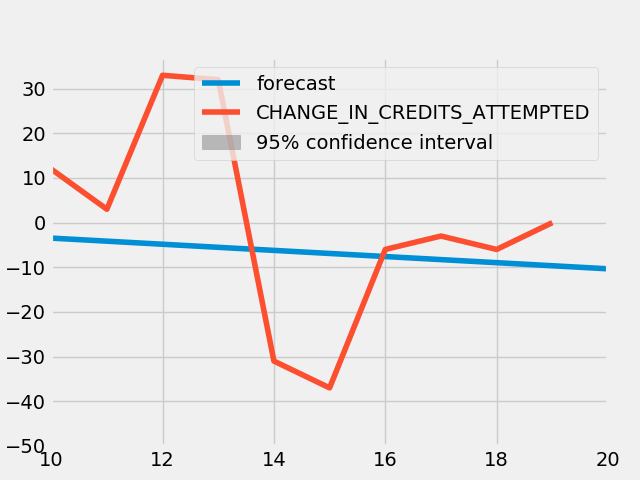 forecast
CHANGE_IN_CREDITS_ATTEMPTED
95% confidence interval
30
20
10
0
−10
−20
−30
−40
−50
10 12 14 16 18 20